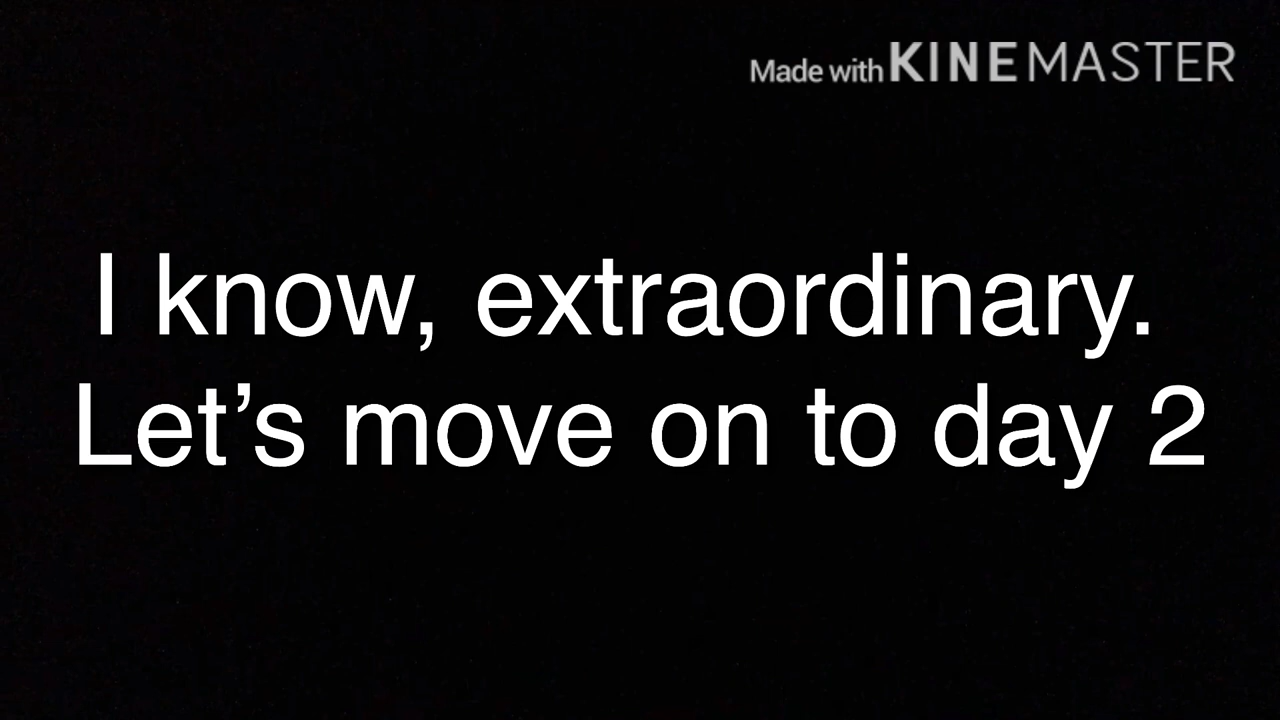 Made with KINEMASTER
I know, extraordinary.
Let’s move on to day 2